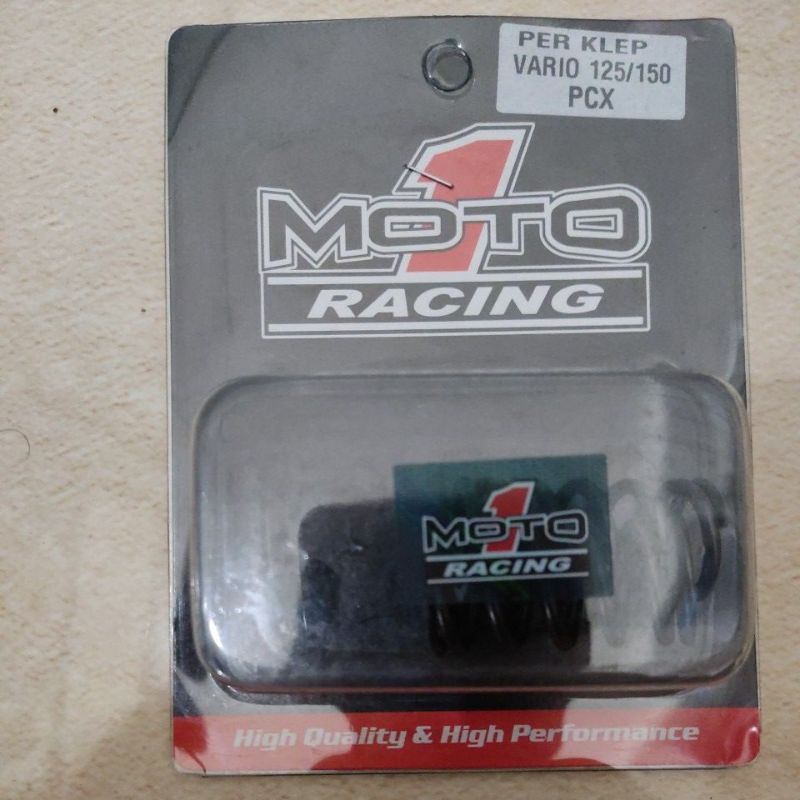 PER KLEP
VARIO 125/150
PCX
1
MOTO
RACING
1
MOTO
RACING
High Quality & High Performance